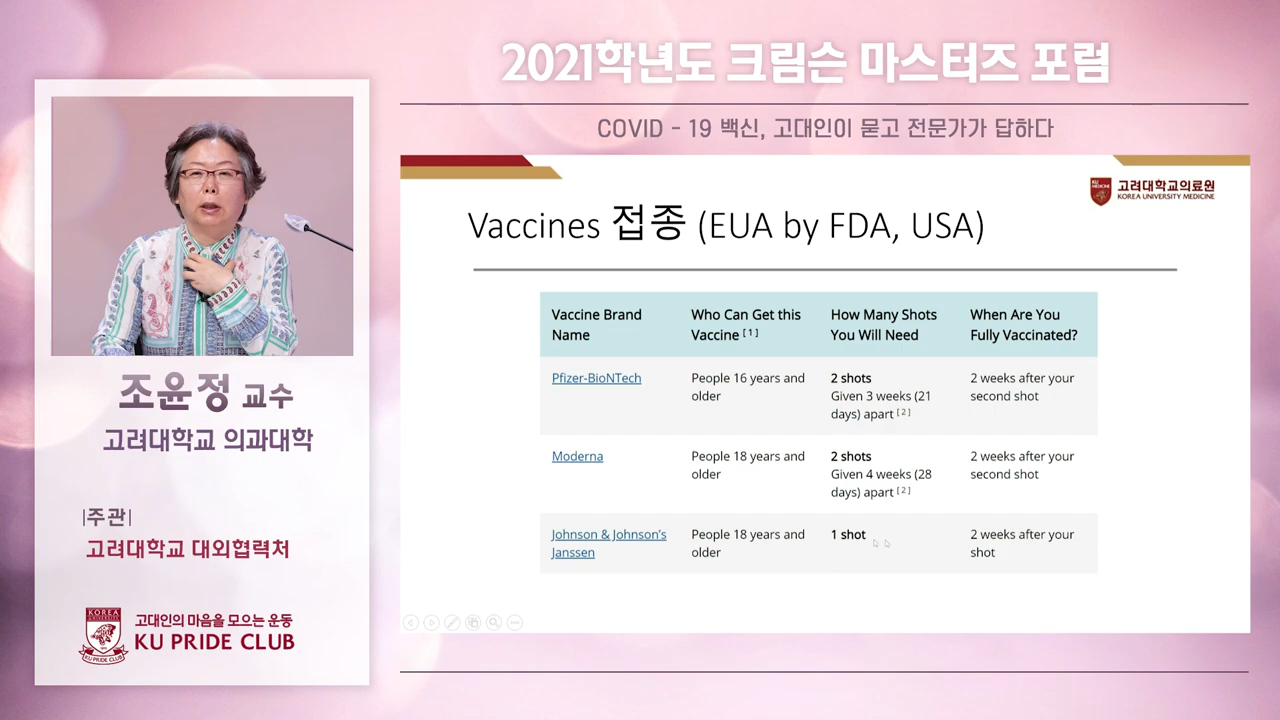 2021학년도 크림슨 마스터즈 포럼
COVID - 19 백신, 고대인이 묻고 전문가가 답하다
조윤정 교수
고려대학교 의과대학
|주관|
고려대학교 대외협력처
KOREA
UNIVERSITY
KU PRIDE CLUB
고대인의 마음을 모으는 운동
KU PRIDE CLUB
KU
MEDICINE
고려대학교의료원
KOREA UNIVERSITY MEDICINE
Vaccines 접종 (EUA by FDA, USA)
Vaccine Brand
Name
Who Can Get this
Vaccine [ 1 ]
How Many Shots
You Will Need
When Are You
Fully Vaccinated?
Pfizer-BioNTech
People 16 years and
older
2 shots
Given 3 weeks (21
days) apart [ 2 ]
2 weeks after your
second shot
Moderna
People 18 years and
older
2 shots
Given 4 weeks (28
days) apart [ 2 ]
2 weeks after your
second shot
Johnson & Johnson's
Janssen
People 18 years and
older
1 shot
2 weeks after your
shot